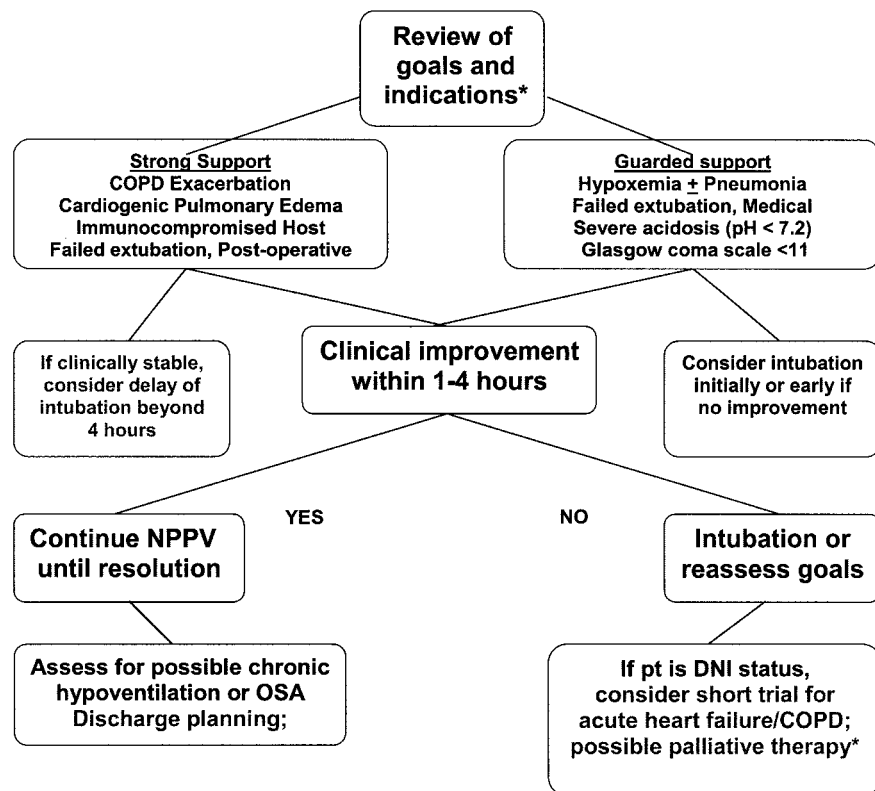 Review of
goals and
indications*
Strong Support
COPD Exacerbation
Cardiogenic Pulmonary Edema
Immunocompromised Host
Failed extubation, Post-operative
Guarded support
Hypoxemia ± Pneumonia
Failed extubation, Medical
Severe acidosis (pH < 7.2)
Glasgow coma scale <11
If clinically stable,
consider delay of
intubation beyond
4 hours
Clinical improvement
within 1-4 hours
Consider intubation
initially or early if
no improvement
YES
NO
Continue NPPV
until resolution
Intubation or
reassess goals
Assess for possible chronic
hypoventilation or OSA
Discharge planning;
If pt is DNI status,
consider short trial for
acute heart failure/COPD;
possible palliative therapy*